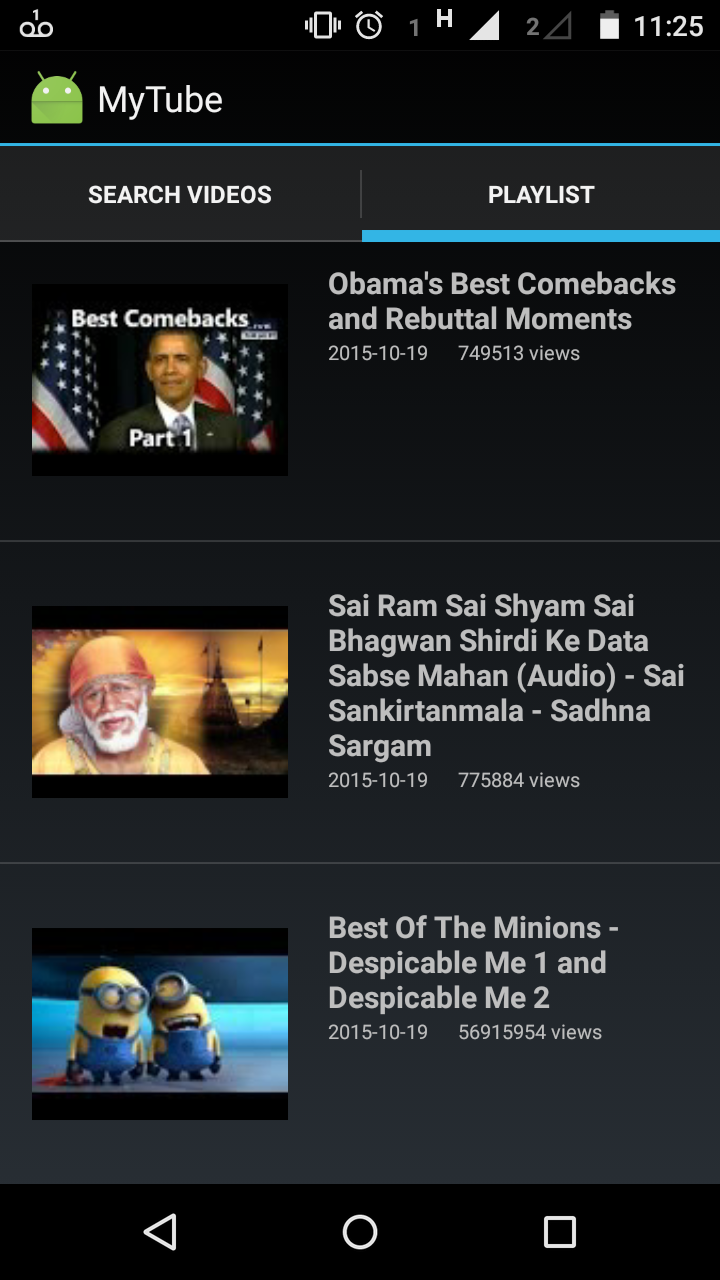 1
1 H 2 11:25
MyTube
SEARCH VIDEOS PLAYLIST
Best Comebacks
Part 1
Obama's Best Comebacks
and Rebuttal Moments
2015-10-19 749513 views
Sai Ram Sai Shyam Sai
Bhagwan Shirdi Ke Data
Sabse Mahan (Audio) - Sai
Sankirtanmala - Sadhna
Sargam
2015-10-19 775884 views
Best Of The Minions -
Despicable Me 1 and
Despicable Me 2
2015-10-19 56915954 views